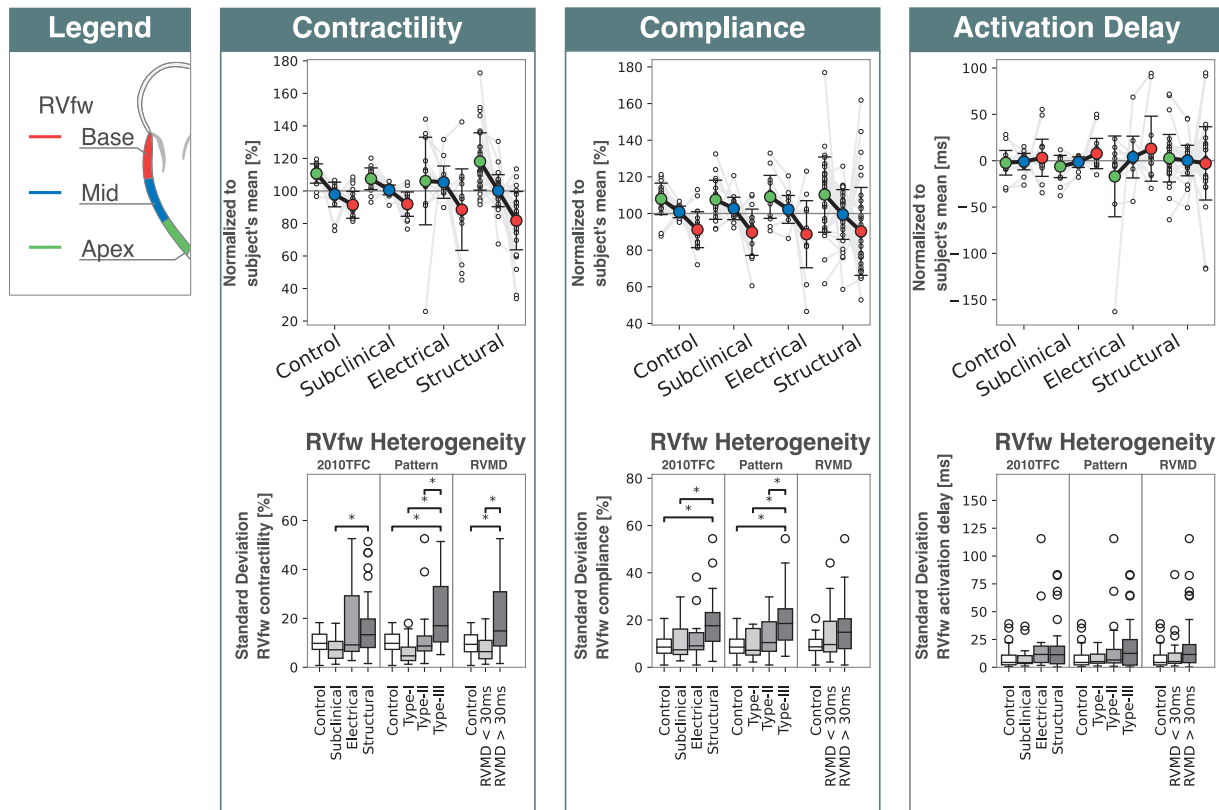 Legend
RVfw
Base
Mid
Apex
Contractility
Normalized to
subject's mean [%]
180
160
140
120
100
80
60
40
20
Control
Subclinical
Electrical
Structural
RVfw Heterogeneity
2010TFC
Pattern
RVMD
Standard Deviation
RVfw contractility [%]
60
40
20
0
* * * * * *
Control
Subclinical
Electrical
Structural
Control
Type-I
Type-II
Type-III
Control
RVMD < 30ms
RVMD > 30ms
Compliance
Normalized to
subject's mean [%]
180
160
140
120
100
80
60
40
Control
Subclinical
Electrical
Structural
RVfw Heterogeneity
2010TFC
Pattern
RVMD
Standard Deviation
RVfw compliance [%]
80
60
40
20
0
* * * * *
Control
Subclinical
Electrical
Structural
Control
Type-I
Type-II
Type-III
Control
RVMD < 30ms
RVMD > 30ms
Activation Delay
Normalized to
subject's mean [ms]
100
50
0
−50
−100
−150
Control
Subclinical
Electrical
Structural
RVfw Heterogeneity
2010TFC
Pattern
RVMD
Standard Deviation
RVfw activation delay [ms]
150
125
100
75
50
25
0
Control
Subclinical
Electrical
Structural
Control
Type-I
Type-II
Type-III
Control
RVMD < 30ms
RVMD > 30ms